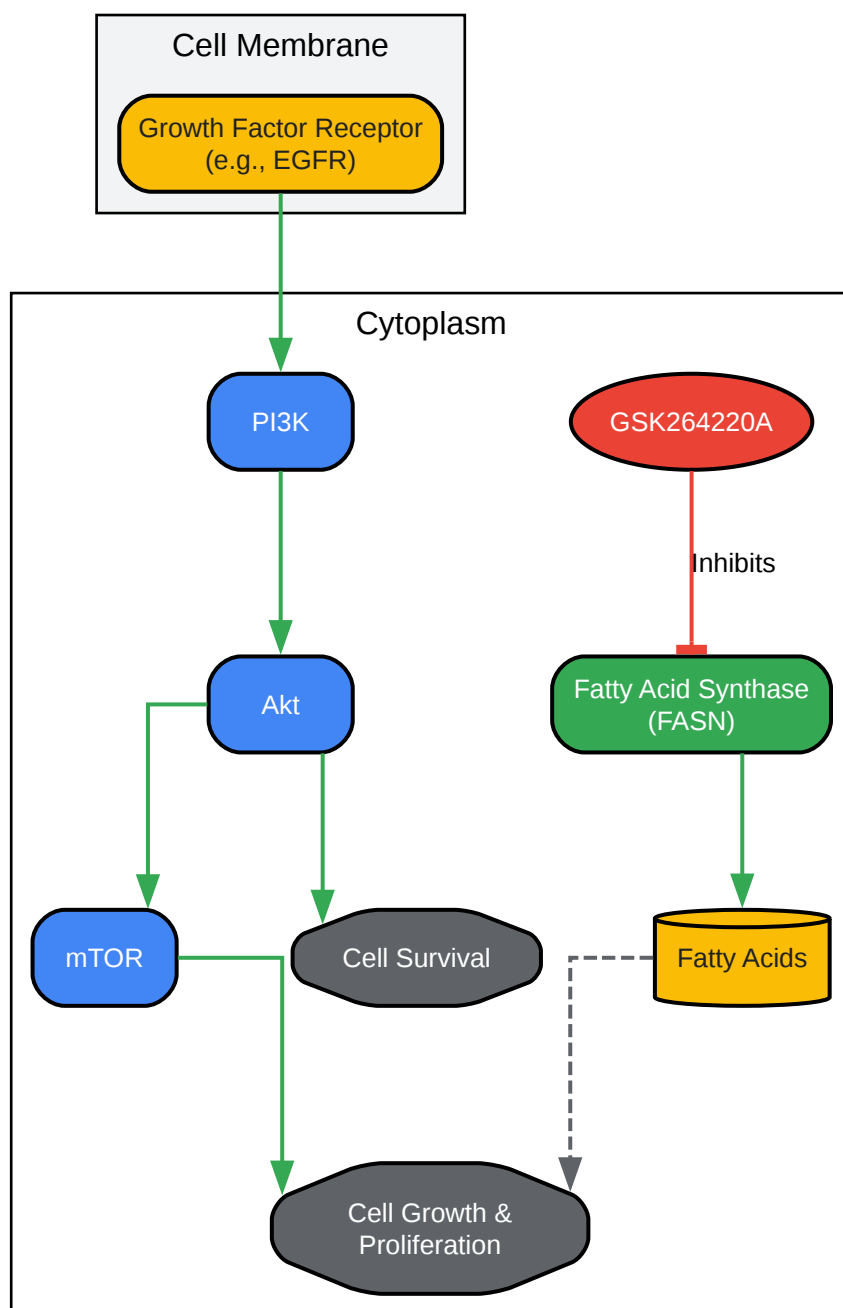 Cell Membrane
Growth Factor Receptor
(e.g., EGFR)
Cytoplasm
PI3K
GSK264220A
Inhibits
Akt
Fatty Acid Synthase
(FASN)
mTOR
Cell Survival
Fatty Acids
Cell Growth &
Proliferation